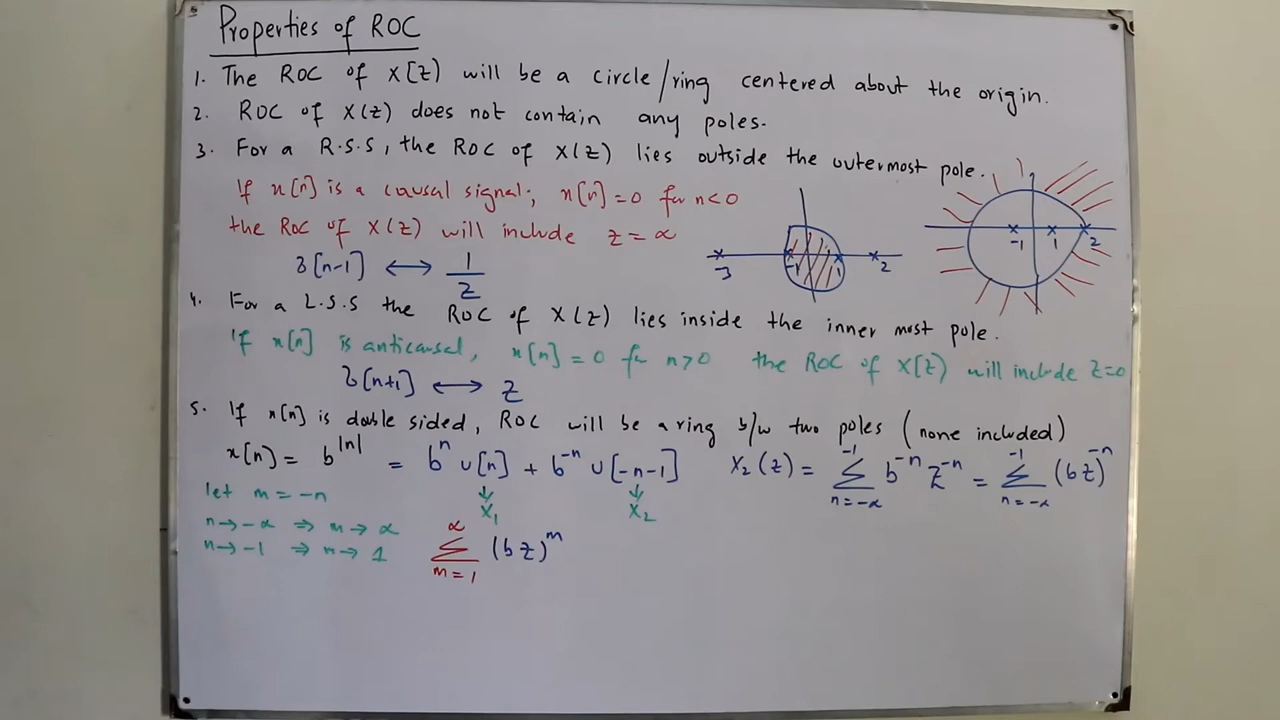 Properties of ROC
1. The ROC of X[z] will be a circle/ring centered about the origin.
2. ROC of X(z) does not contain any poles.
3. For a R.S.S, the ROC of X(z) lies outside the outermost pole.
If x[n] is a causal signal; x[n]=0 for n<0
the ROC of X(z) will include z=∝
-3 -1 1 2
-1 1 2
δ[n-1] ↔ 1/z
4. For a L.S.S the ROC of X(z) lies inside the inner most pole.
If x[n] is anticausal, x[n]=0 for n>0 the ROC of X[z] will include z=0
δ[n+1] ↔ z
5. If x[n] is double sided, ROC will be a ring b/w two poles (none included)
x[n] = b^|n| = b^n u[n] + b^-n u[-n-1] X₂(z) = Σ_{n=-∝}^{-1} b^-n z^-n = Σ_{n=-∝}^{-1} (bz)^-n
let m = -n
X₁ X₂
n→-∝ ⇒ m→∝
n→-1 ⇒ m→1
Σ_{m=1}^{∝} (bz)^m